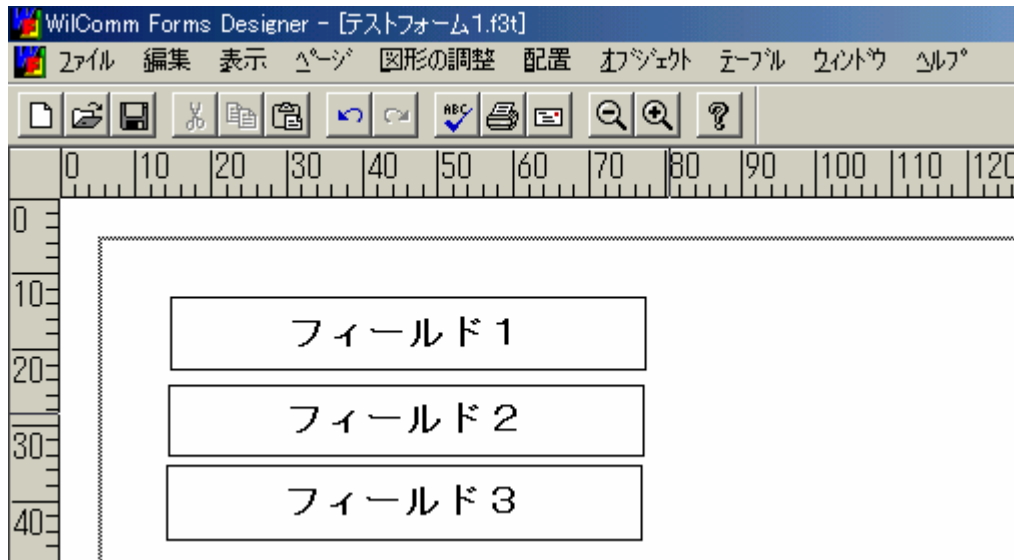 WilComm Forms Designer - [テストフォーム1.f3t]
ﾌｧｲﾙ 編集 表示 ﾍﾟｰｼﾞ 図形の調整 配置 ｵﾌﾞｼﾞｪｸﾄ ﾃｰﾌﾞﾙ ｳｨﾝﾄﾞｳ ﾍﾙﾌﾟ
ABC
0 10 20 30 40 50 60 70 80 90 100 110 120
0
10
フィールド１
20
フィールド２
30
フィールド３
40